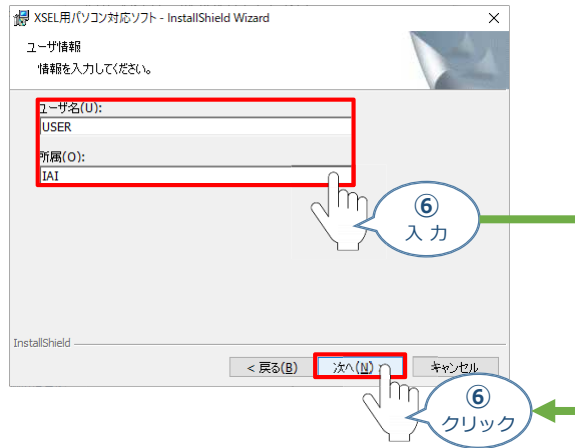 XSEL用パソコン対応ソフト - InstallShield Wizard
ユーザ情報
情報を入力してください。
ユーザ名(U):
USER
所属(O):
IAI
⑥
入力
InstallShield
< 戻る(B)
次へ(N)
キャンセル
⑥
クリック